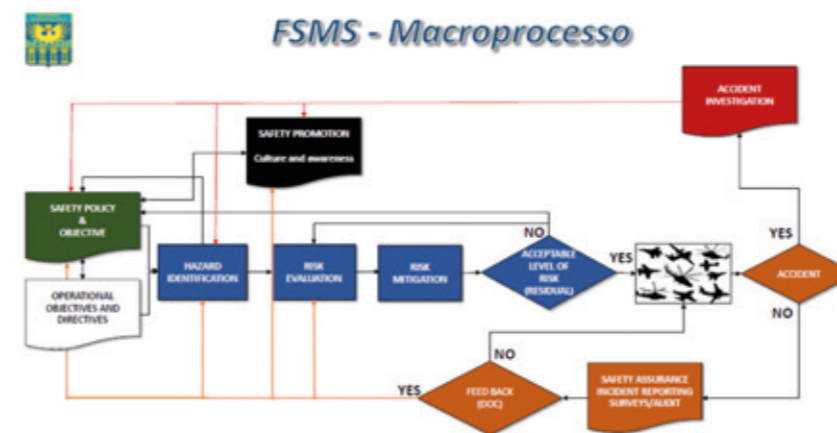 FSMS - Macroprocesso
ACCIDENT
INVESTIGATION
SAFETY PROMOTION
Culture and awareness
SAFETY POLICY
&
OBJECTIVE
OPERATIONAL
OBJECTIVES AND
DIRECTIVES
HAZARD
IDENTIFICATION
RISK
EVALUATION
RISK
MITIGATION
NO
ACCEPTABLE
LEVEL OF
RISK
(RESIDUAL)
YES
YES
ACCIDENT
NO
NO
YES
FEED BACK
(DOC)
SAFETY ASSURANCE
INCIDENT REPORTING
SURVEYS/AUDIT